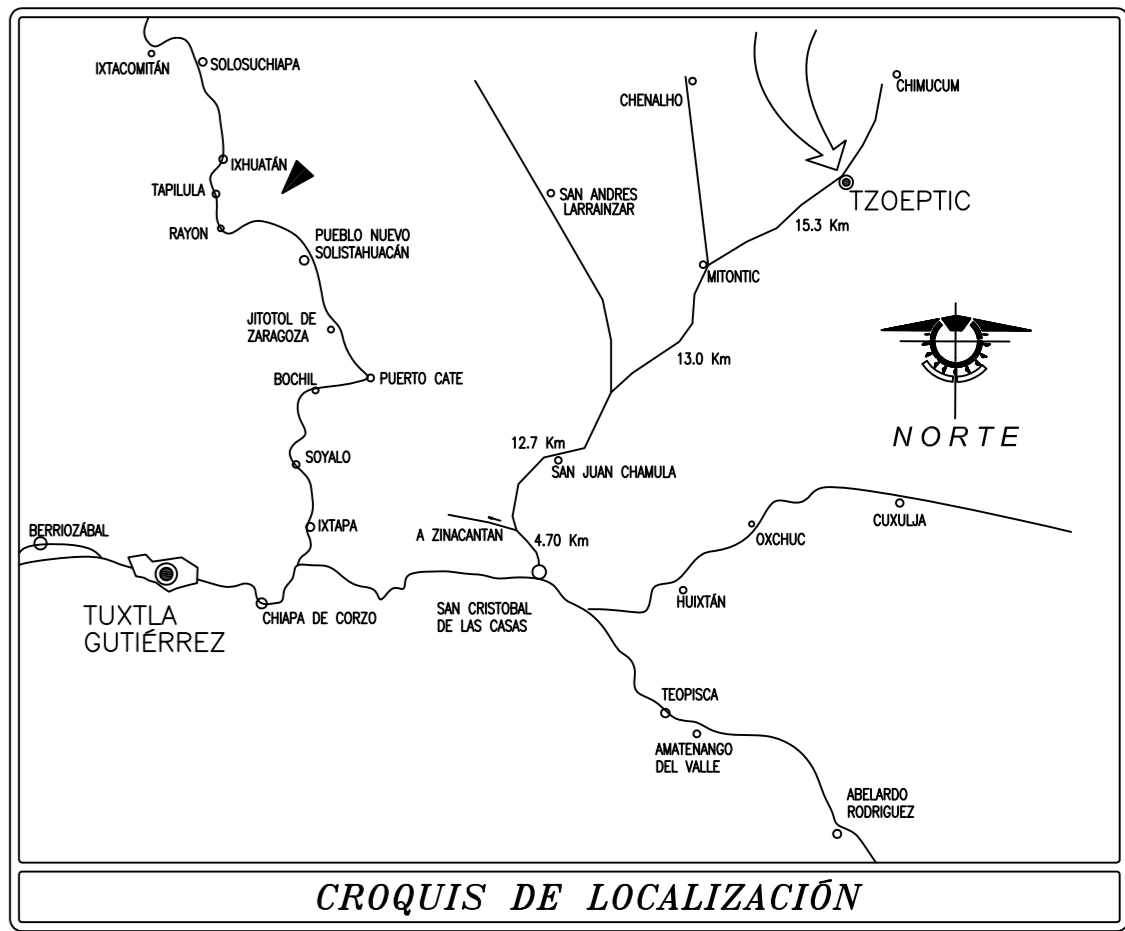 IXTACOMITÁN
SOLOSUCHIAPA
CHENALHO
CHIMUCUM
IXHUATÁN
TAPILULA
SAN ANDRES
LARRAINZAR
TZOEPTIC
15.3 Km
RAYON
PUEBLO NUEVO
SOLISTAHUACÁN
MITONTIC
JITOTOL DE
ZARAGOZA
13.0 Km
BOCHIL
PUERTO CATE
NORTE
12.7 Km
SOYALO
SAN JUAN CHAMULA
BERRIOZÁBAL
IXTAPA
A ZINACANTAN
4.70 Km
OXCHUC
CUXULJA
TUXTLA
GUTIÉRREZ
CHIAPA DE CORZO
SAN CRISTOBAL
DE LAS CASAS
HUIXTÁN
TEOPISCA
AMATENANGO
DEL VALLE
ABELARDO
RODRIGUEZ
CROQUIS DE LOCALIZACIÓN